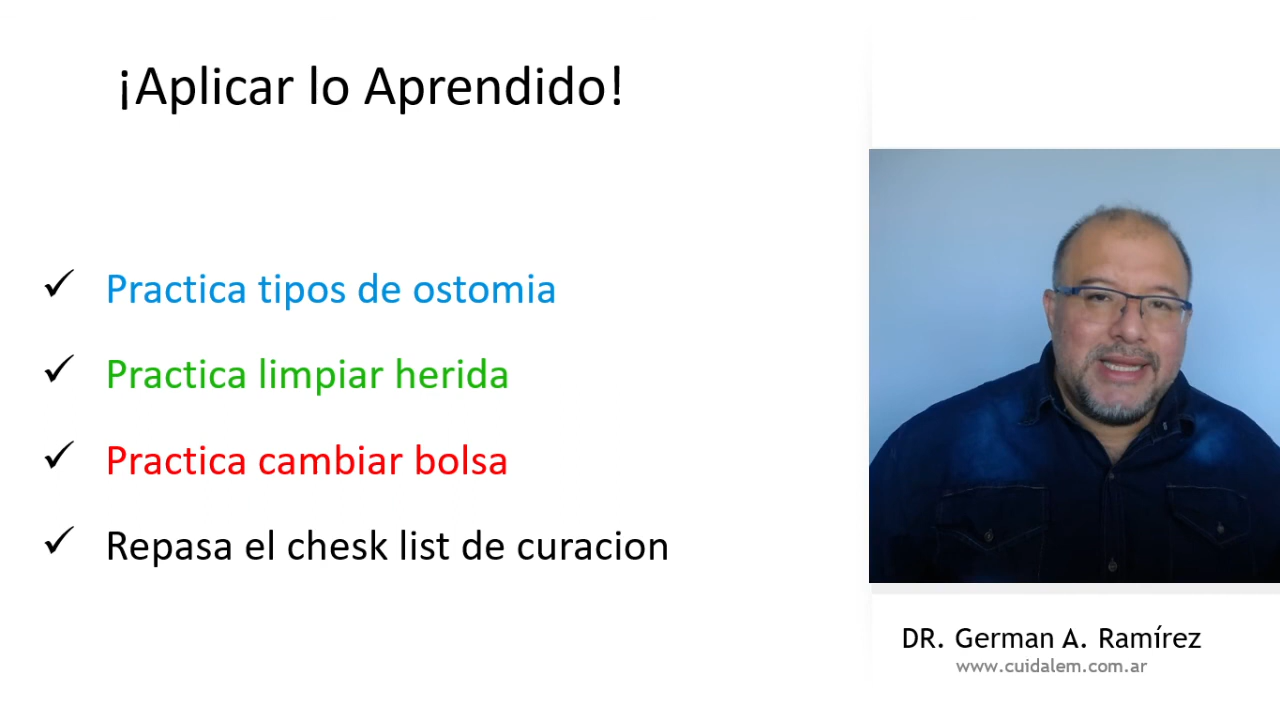 ¡Aplicar lo Aprendido!
Practica tipos de ostomia
Practica limpiar herida
Practica cambiar bolsa
Repasa el chesk list de curacion
DR. German A. Ramírez
www.cuidalem.com.ar